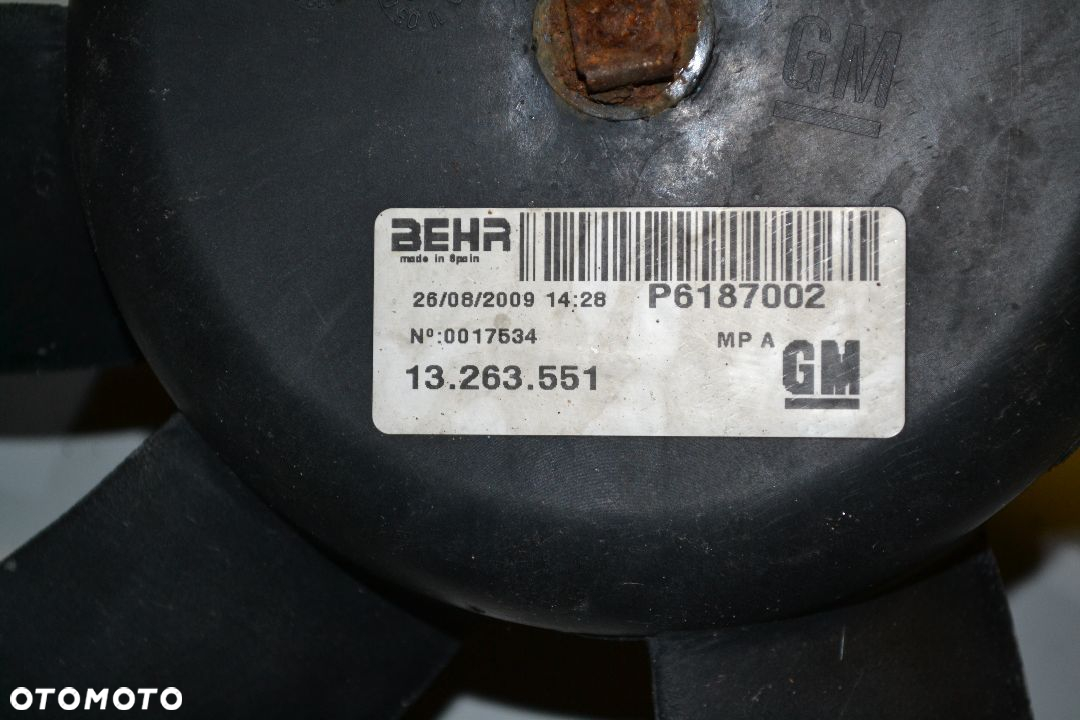 GM
BEHR
made in Spain
26/08/2009 14:28 P6187002
Nº:0017534 MP A
13.263.551 GM
OTOMOTO